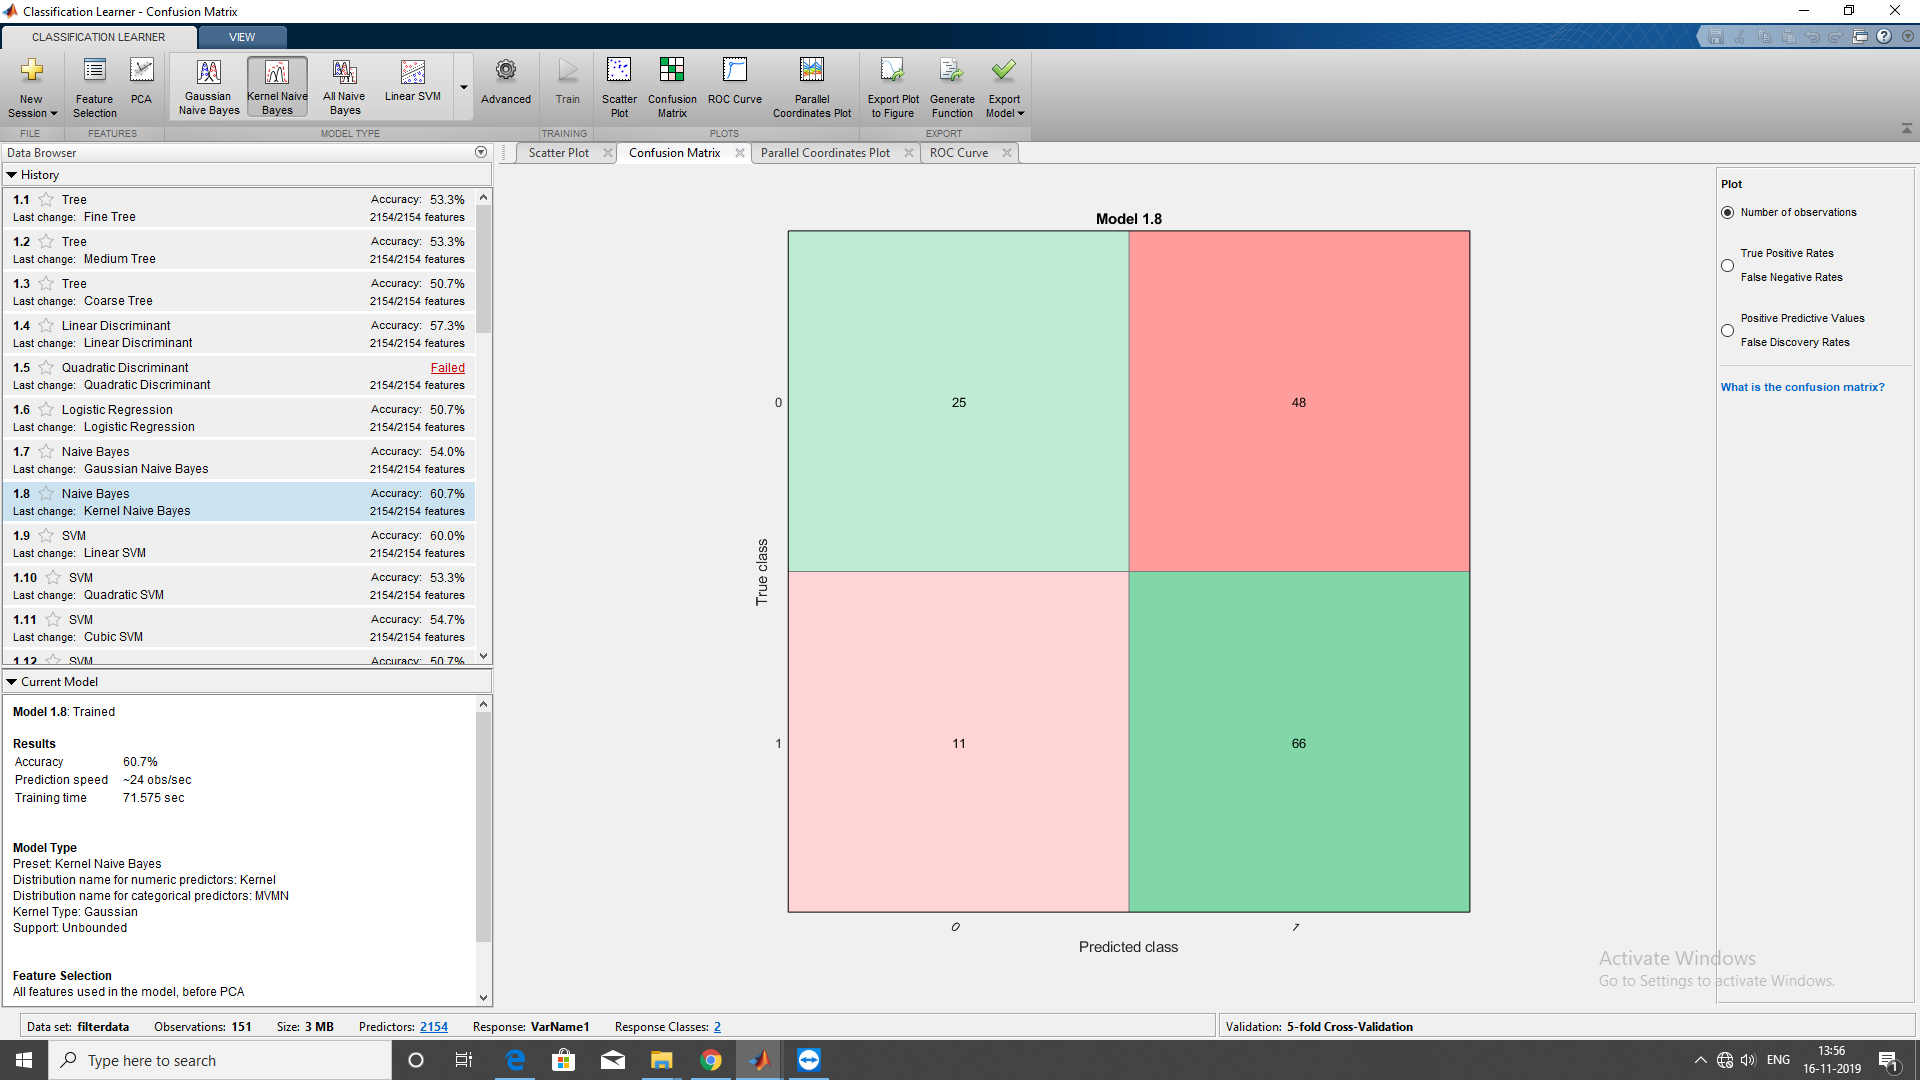 Classification Learner - Confusion Matrix
CLASSIFICATION LEARNER
VIEW
New Session
Feature Selection
PCA
Gaussian Naive Bayes
Kernel Naive Bayes
All Naive Bayes
Linear SVM
Advanced
Train
Scatter Plot
Confusion Matrix
ROC Curve
Parallel Coordinates Plot
Export Plot to Figure
Generate Function
Export Model
FILE
FEATURES
MODEL TYPE
TRAINING
PLOTS
EXPORT
Data Browser
Scatter Plot
Confusion Matrix
Parallel Coordinates Plot
ROC Curve
History
1.1 Tree Accuracy: 53.3%
Last change: Fine Tree 2154/2154 features
1.2 Tree Accuracy: 53.3%
Last change: Medium Tree 2154/2154 features
1.3 Tree Accuracy: 50.7%
Last change: Coarse Tree 2154/2154 features
1.4 Linear Discriminant Accuracy: 57.3%
Last change: Linear Discriminant 2154/2154 features
1.5 Quadratic Discriminant Failed
Last change: Quadratic Discriminant 2154/2154 features
1.6 Logistic Regression Accuracy: 50.7%
Last change: Logistic Regression 2154/2154 features
1.7 Naive Bayes Accuracy: 54.0%
Last change: Gaussian Naive Bayes 2154/2154 features
1.8 Naive Bayes Accuracy: 60.7%
Last change: Kernel Naive Bayes 2154/2154 features
1.9 SVM Accuracy: 60.0%
Last change: Linear SVM 2154/2154 features
1.10 SVM Accuracy: 53.3%
Last change: Quadratic SVM 2154/2154 features
1.11 SVM Accuracy: 54.7%
Last change: Cubic SVM 2154/2154 features
1.12 SVM Accuracy: 50.7%
Current Model
Model 1.8: Trained
Results
Accuracy 60.7%
Prediction speed ~24 obs/sec
Training time 71.575 sec
Model Type
Preset: Kernel Naive Bayes
Distribution name for numeric predictors: Kernel
Distribution name for categorical predictors: MVMN
Kernel Type: Gaussian
Support: Unbounded
Feature Selection
All features used in the model, before PCA
Model 1.8
0
25
48
True class
1
11
66
0
1
Predicted class
Plot
Number of observations
True Positive Rates
False Negative Rates
Positive Predictive Values
False Discovery Rates
What is the confusion matrix?
Activate Windows
Go to Settings to activate Windows.
Data set: filterdata Observations: 151 Size: 3 MB Predictors: 2154 Response: VarName1 Response Classes: 2
Validation: 5-fold Cross-Validation
Type here to search
ENG
13:56
16-11-2019
1